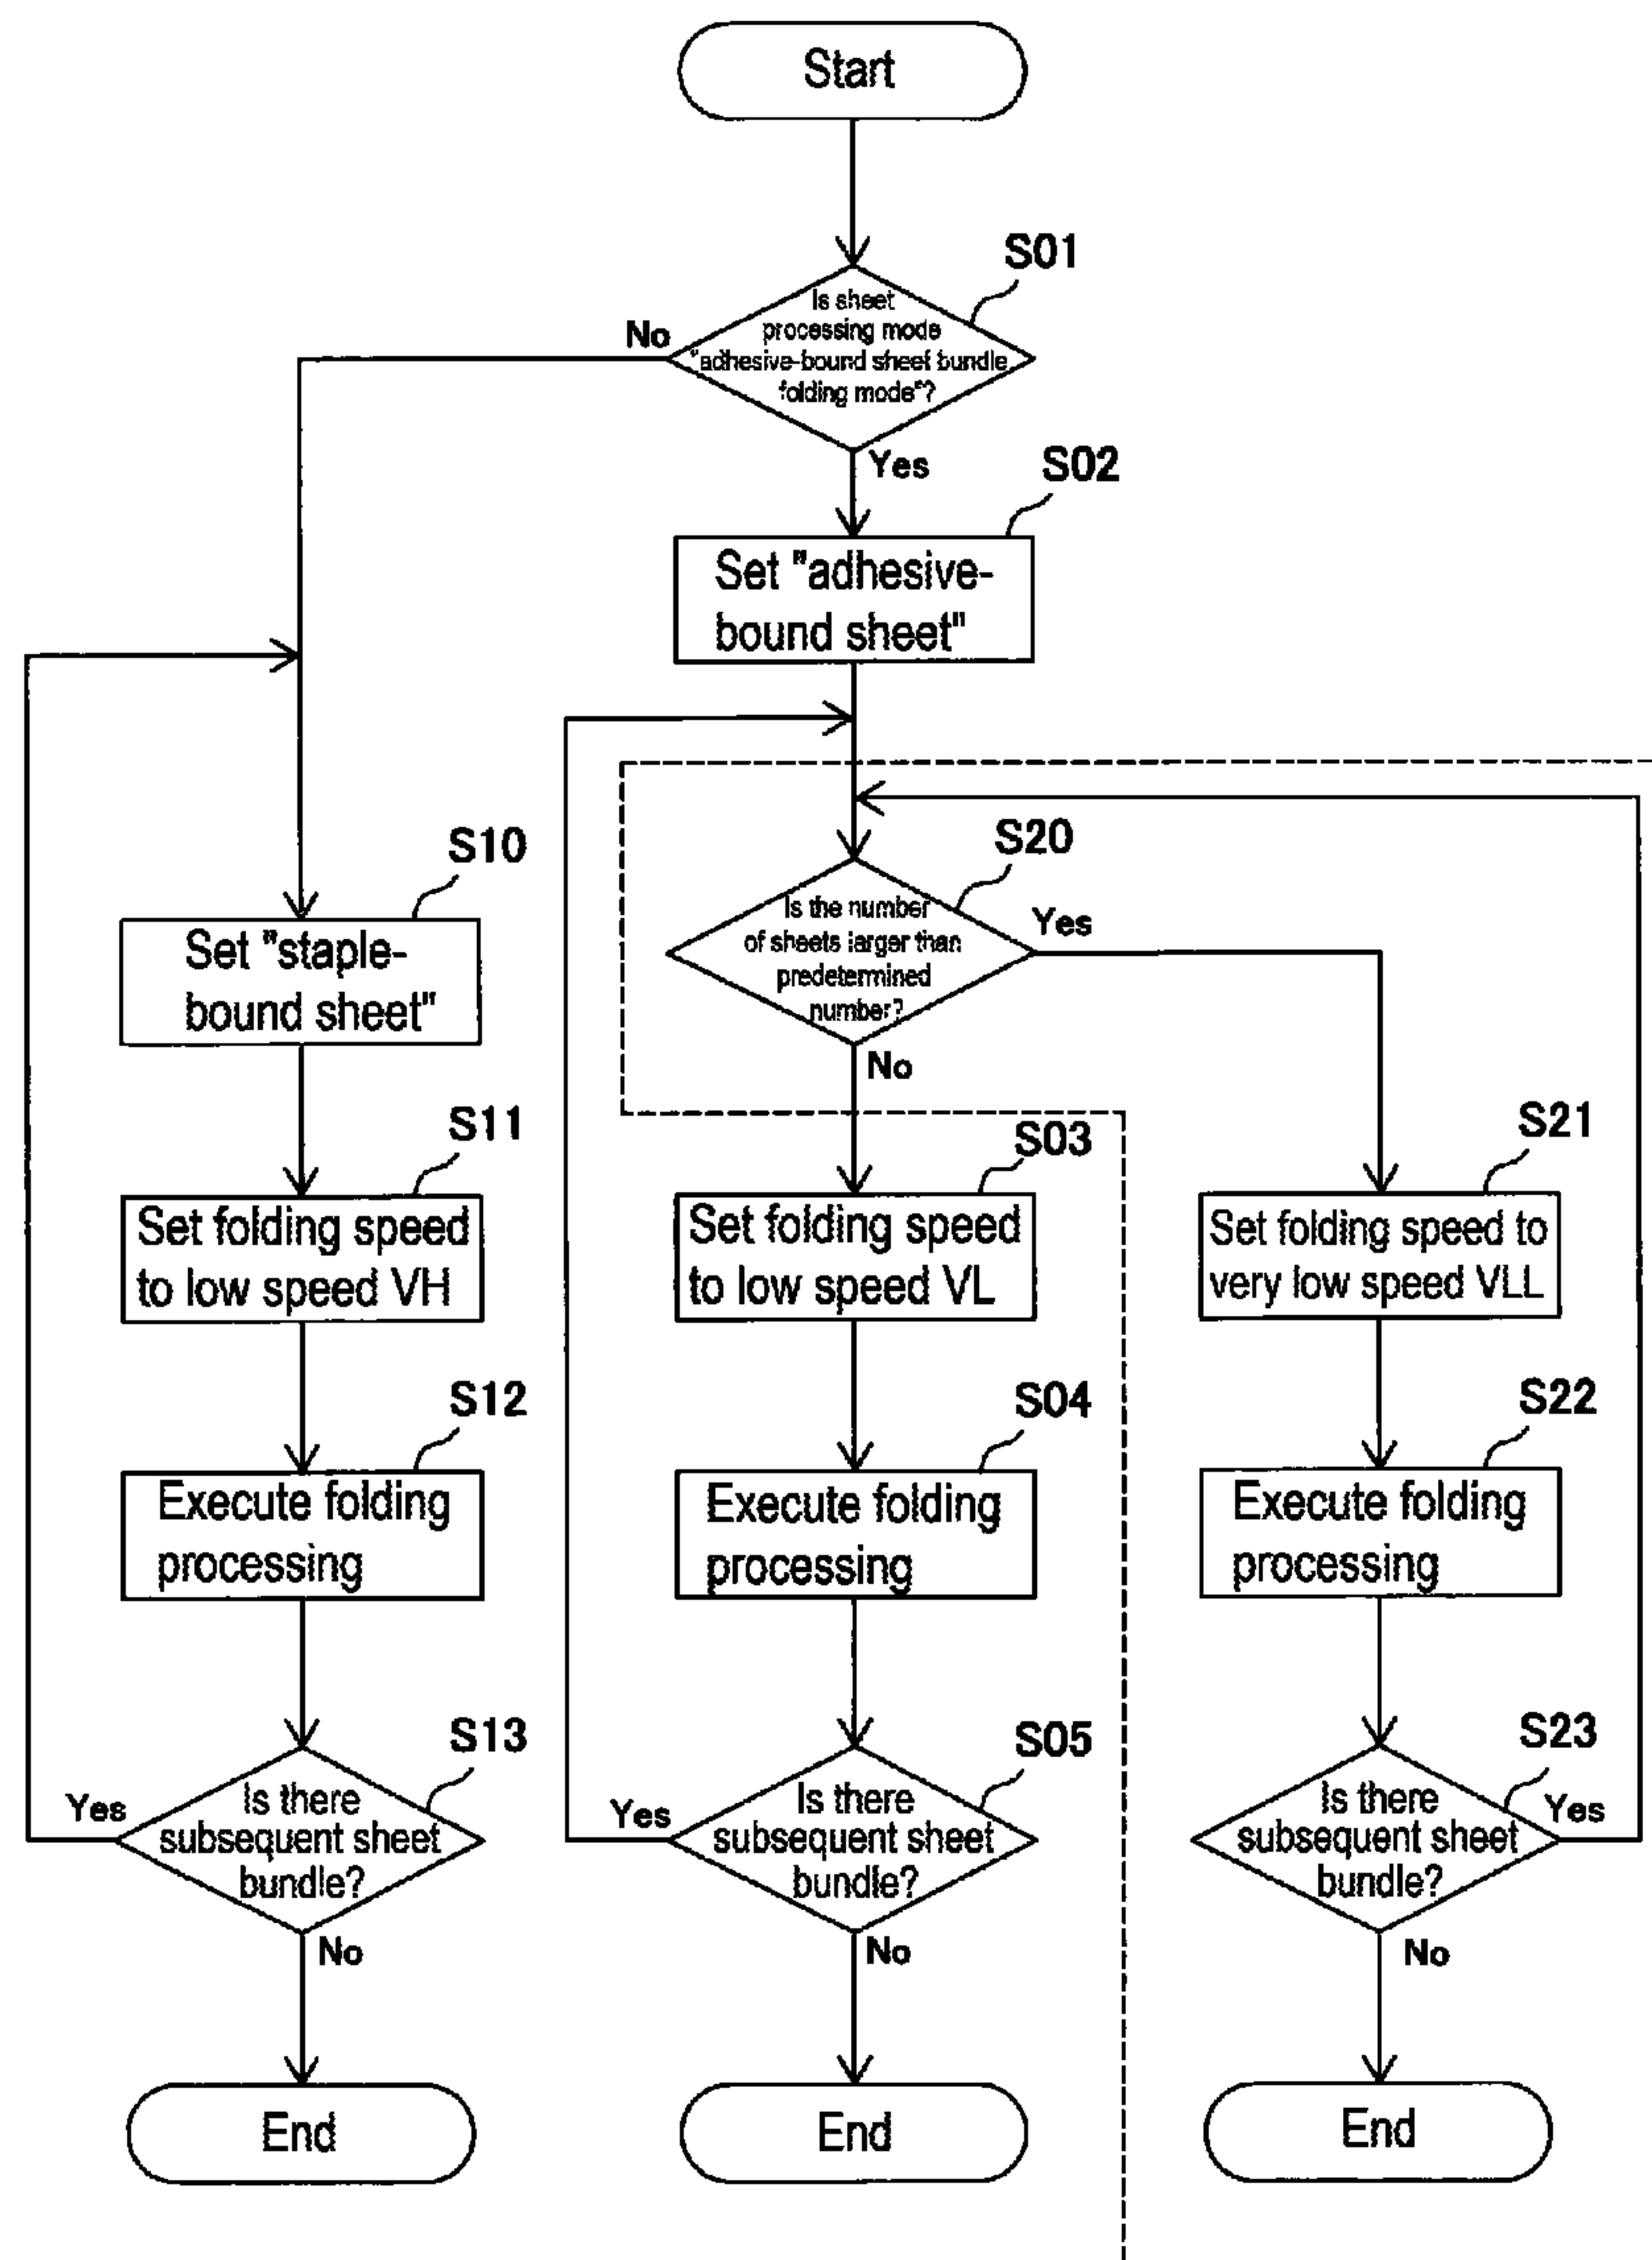 Start
S01
Is sheet
processing mode
"adhesive-bound sheet bundle
folding mode"?
No
Yes
S02
Set "adhesive-
bound sheet"
S20
Is the number
of sheets larger than
predetermined
number?
Yes
No
S10
Set "staple-
bound sheet"
S11
Set folding speed
to low speed VH
S12
Execute folding
processing
S13
Is there
subsequent sheet
bundle?
Yes
No
End
S03
Set folding speed
to low speed VL
S04
Execute folding
processing
S05
Is there
subsequent sheet
bundle?
Yes
No
End
S21
Set folding speed to
very low speed VLL
S22
Execute folding
processing
S23
Is there
subsequent sheet
bundle?
Yes
No
End